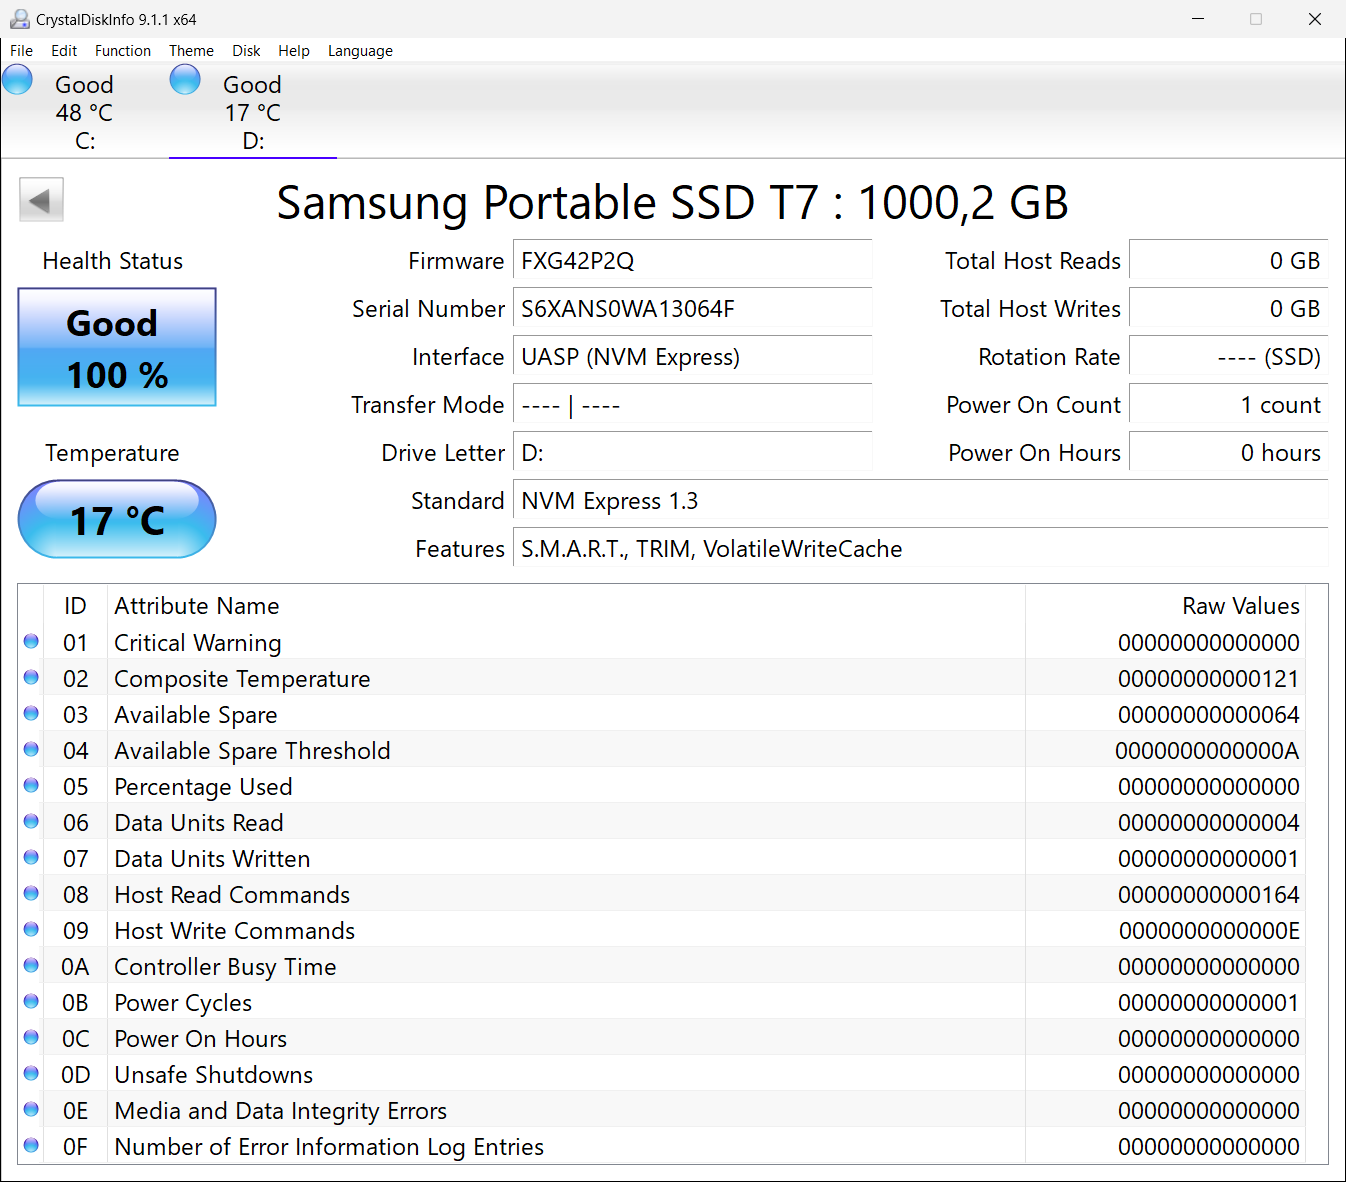 CrystalDiskInfo 9.1.1 x64
File Edit Function Theme Disk Help Language
Good Good
48 °C 17 °C
C: D:
Samsung Portable SSD T7 : 1000,2 GB
Health Status
Good
100 %
Temperature
17 °C
Firmware FXG42P2Q
Serial Number S6XANS0WA13064F
Interface UASP (NVM Express)
Transfer Mode ---- | ----
Drive Letter D:
Standard NVM Express 1.3
Features S.M.A.R.T., TRIM, VolatileWriteCache
Total Host Reads 0 GB
Total Host Writes 0 GB
Rotation Rate ---- (SSD)
Power On Count 1 count
Power On Hours 0 hours
ID Attribute Name Raw Values
01 Critical Warning 00000000000000
02 Composite Temperature 00000000000121
03 Available Spare 00000000000064
04 Available Spare Threshold 0000000000000A
05 Percentage Used 00000000000000
06 Data Units Read 00000000000004
07 Data Units Written 00000000000001
08 Host Read Commands 00000000000164
09 Host Write Commands 0000000000000E
0A Controller Busy Time 00000000000000
0B Power Cycles 00000000000001
0C Power On Hours 00000000000000
0D Unsafe Shutdowns 00000000000000
0E Media and Data Integrity Errors 00000000000000
0F Number of Error Information Log Entries 00000000000000